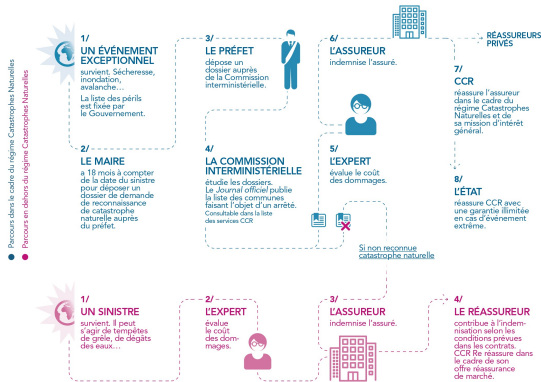 Parcours dans le cadre du régime Catastrophes Naturelles
Parcours en dehors du régime Catastrophes Naturelles
1/
UN ÉVÉNEMENT
EXCEPTIONNEL
survient. Sécheresse,
inondation,
avalanche…
La liste des périls
est fixée par
le Gouvernement.
2/
LE MAIRE
a 18 mois à compter
de la date du sinistre
pour déposer un
dossier de demande
de reconnaissance
de catastrophe
naturelle auprès
du préfet.
3/
LE PRÉFET
dépose un
dossier auprès
de la Commission
interministérielle.
4/
LA COMMISSION
INTERMINISTÉRIELLE
étudie les dossiers.
Le Journal officiel publie
la liste des communes
faisant l'objet d'un arrêté.
Consultable dans la liste
des services CCR
5/
L'EXPERT
évalue le coût
des dommages.
6/
L'ASSUREUR
indemnise l'assuré.
RÉASSUREURS
PRIVÉS
7/
CCR
réassure l'assureur
dans le cadre du
régime Catastrophes
Naturelles et de
sa mission d'intérêt
général.
8/
L'ÉTAT
réassure CCR avec
une garantie illimitée
en cas d'événement
extrême.
Si non reconnue
catastrophe naturelle
1/
UN SINISTRE
survient. Il peut
s'agir de tempêtes
de grêle, de dégâts
des eaux…
2/
L'EXPERT
évalue
le coût
des dom-
mages.
3/
L'ASSUREUR
indemnise l'assuré.
4/
LE RÉASSUREUR
contribue à l'indem-
nisation selon les
conditions prévues
dans les contrats.
CCR Re réassure dans
le cadre de son
offre réassurance
de marché.